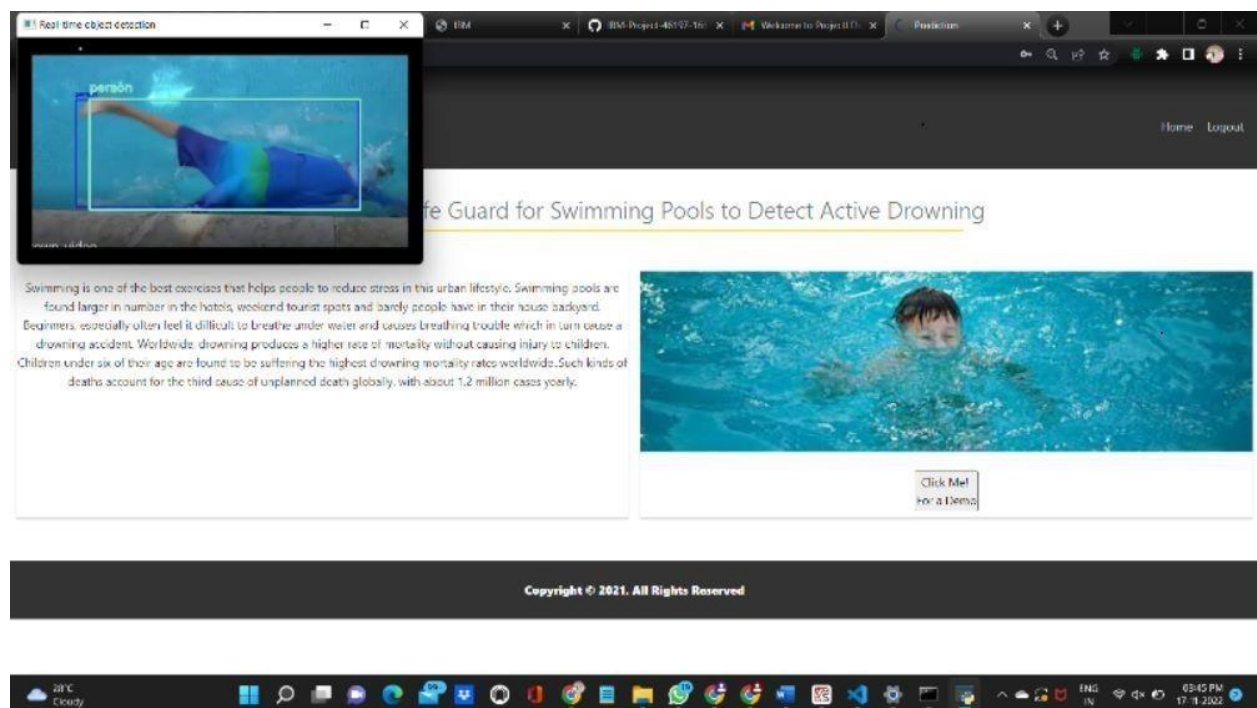 Real-time object detection
IBM
IBM-Project-46197-166
Welcome to Project D
Prediction
person
Home Logout
fe Guard for Swimming Pools to Detect Active Drowning
Swimming is one of the best exercises that helps people to reduce stress in this urban lifestyle. Swimming pools are
found larger in number in the hotels, weekend tourist spots and barely people have in their house backyard.
Beginners, especially often feel it difficult to breathe under water and causes breathing trouble which in turn cause a
drowning accident. Worldwide, drowning produces a higher rate of mortality without causing injury to children.
Children under six of their age are found to be suffering the highest drowning mortality rates worldwide..Such kinds of
deaths account for the third cause of unplanned death globally, with about 1.2 million cases yearly.
Click Me!
For a Demo
Copyright © 2021. All Rights Reserved
Cloudy
ENG
IN
03:45 PM
17-11-2022